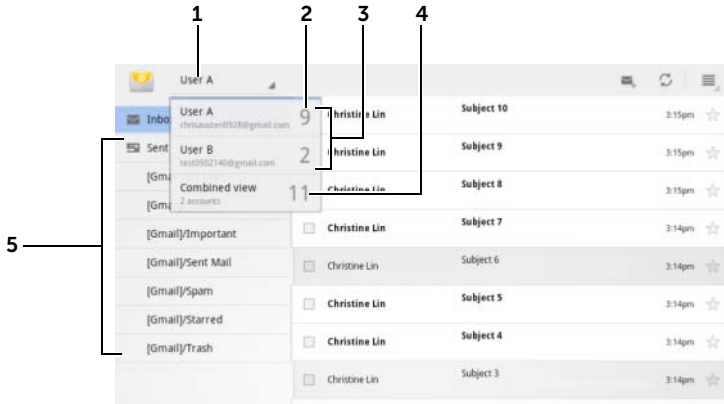 1 2 3 4
User A
Inbo
User A 9
chrisausten0928@gmail.com
User B 2
test0502140@gmail.com
Combined view 11
2 accounts
Sent
[Gma
[Gma
[Gmail]/Important
[Gmail]/Sent Mail
[Gmail]/Spam
[Gmail]/Starred
[Gmail]/Trash
5
Christine Lin Subject 10 3:15pm
Christine Lin Subject 9 3:15pm
Christine Lin Subject 8 3:15pm
Christine Lin Subject 7 3:14pm
Christine Lin Subject 6 3:14pm
Christine Lin Subject 5 3:14pm
Christine Lin Subject 4 3:14pm
Christine Lin Subject 3 3:14pm